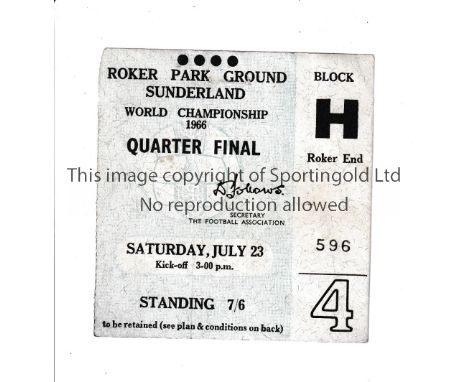 ROKER PARK GROUND
SUNDERLAND
WORLD CHAMPIONSHIP
1966
QUARTER FINAL
This image copyright of Sportingold Ltd
D Follows.
No reproduction allowed
SECRETARY
THE FOOTBALL ASSOCIATION
SATURDAY, JULY 23
Kick-off 3-00 p.m.
STANDING 7/6
to be retained (see plan & conditions on back)
BLOCK
H
Roker End
596
4